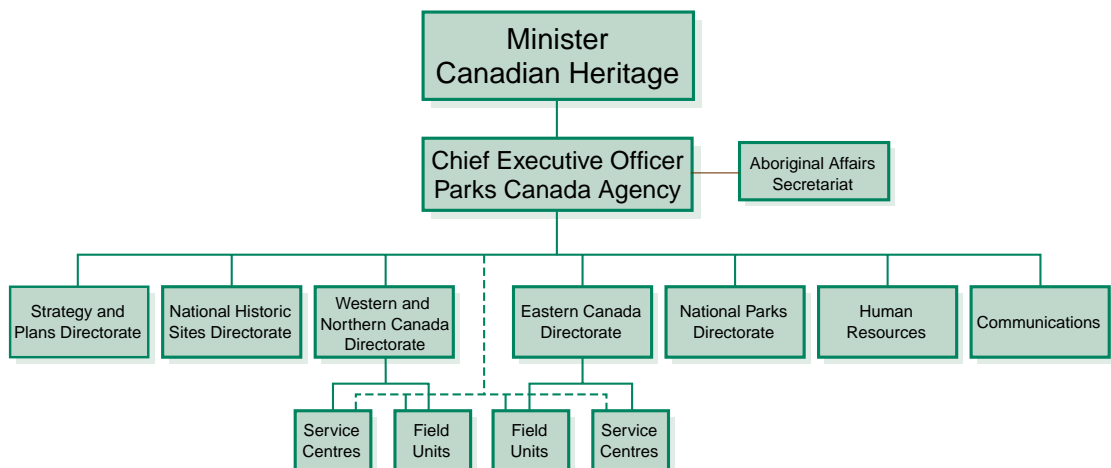 Minister
Canadian Heritage
Chief Executive Officer
Parks Canada Agency
Aboriginal Affairs
Secretariat
Strategy and
Plans Directorate
National Historic
Sites Directorate
Western and
Northern Canada
Directorate
Eastern Canada
Directorate
National Parks
Directorate
Human
Resources
Communications
Service
Centres
Field
Units
Field
Units
Service
Centres